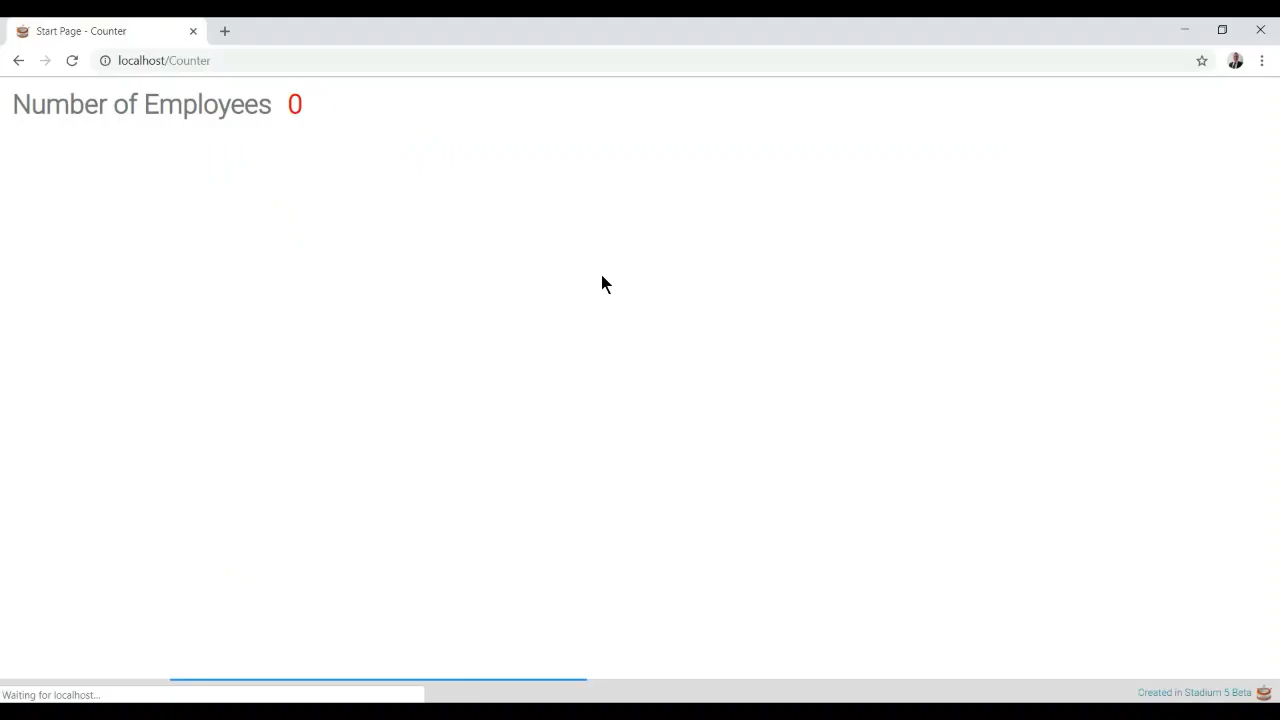 Start Page - Counter
localhost/Counter
Number of Employees 0
Waiting for localhost...
Created in Stadium 5 Beta